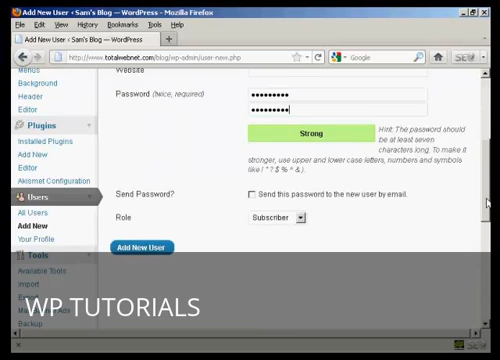 Add New User ‹ Sam's Blog — WordPress - Mozilla Firefox
File Edit View History Bookmarks Tools Help
Add New User ‹ Sam's Blog — WordPress
http://www.totalwebnet.com/blog/wp-admin/user-new.php
Google
Menus
Background
Header
Editor
Plugins
Installed Plugins
Add New
Editor
Akismet Configuration
Users
All Users
Add New
Your Profile
Tools
Available Tools
Import
Export
Backup
Website
Password (twice, required)
Strong
Hint: The password should
be at least seven
characters long. To make it
stronger, use upper and lower case letters, numbers and symbols
like ! " ? $ % ^ & ).
Send Password?
Send this password to the new user by email.
Role
Subscriber
Add New User
WP TUTORIALS